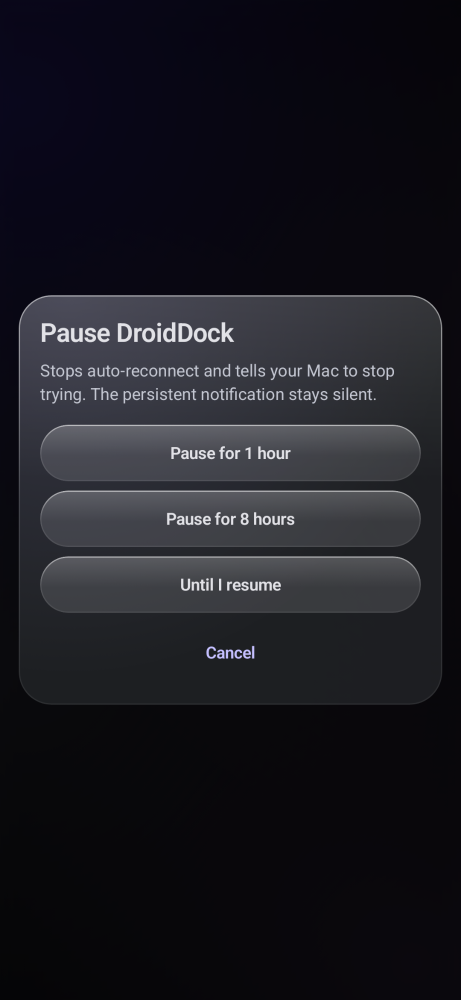 Pause DroidDock
Stops auto-reconnect and tells your Mac to stop
trying. The persistent notification stays silent.
Pause for 1 hour
Pause for 8 hours
Until I resume
Cancel